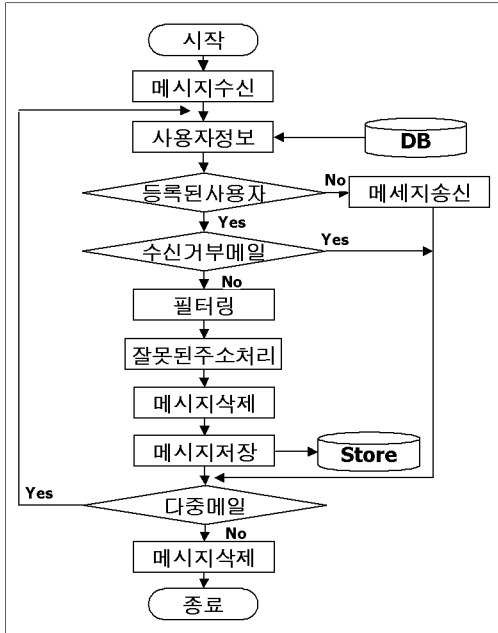 시작
메시지수신
사용자정보
DB
등록된사용자
No
메세지송신
Yes
수신거부메일
Yes
No
필터링
잘못된주소처리
메시지삭제
메시지저장
Store
Yes
다중메일
No
메시지삭제
종료